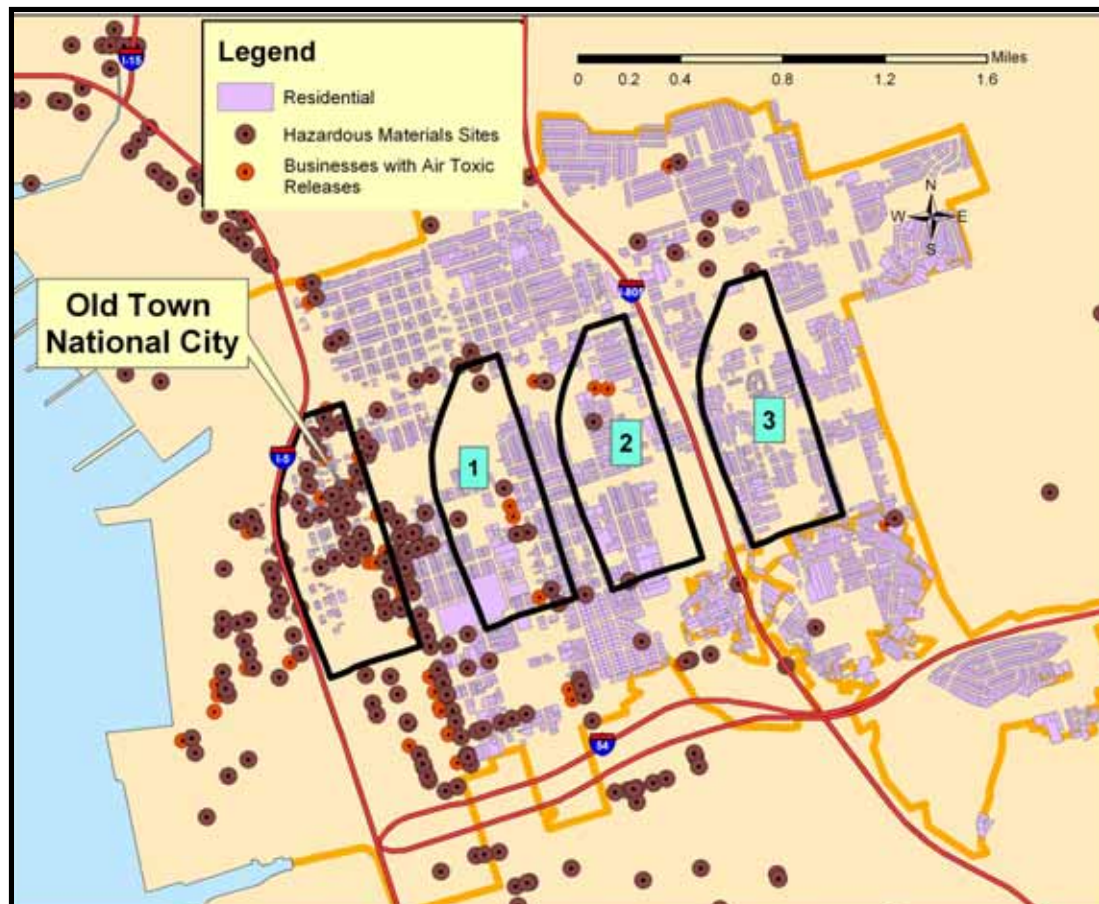 Legend
Residential
Hazardous Materials Sites
Businesses with Air Toxic
Releases
Miles
0 0.2 0.4 0.8 1.2 1.6
I-15
N
W E
S
Old Town
National City
I-805
I-5
1
2
3
54